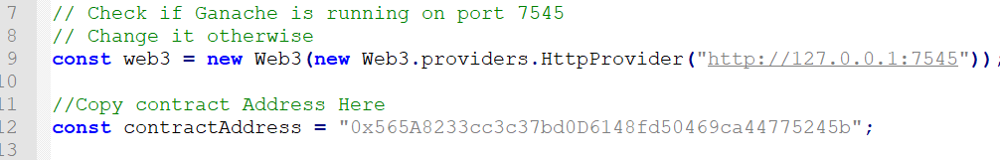 7 // Check if Ganache is running on port 7545
8 // Change it otherwise
9 const web3 = new Web3(new Web3.providers.HttpProvider("http://127.0.0.1:7545"));
10
11 //Copy contract Address Here
12 const contractAddress = "0x565A8233cc3c37bd0D6148fd50469ca44775245b";
13